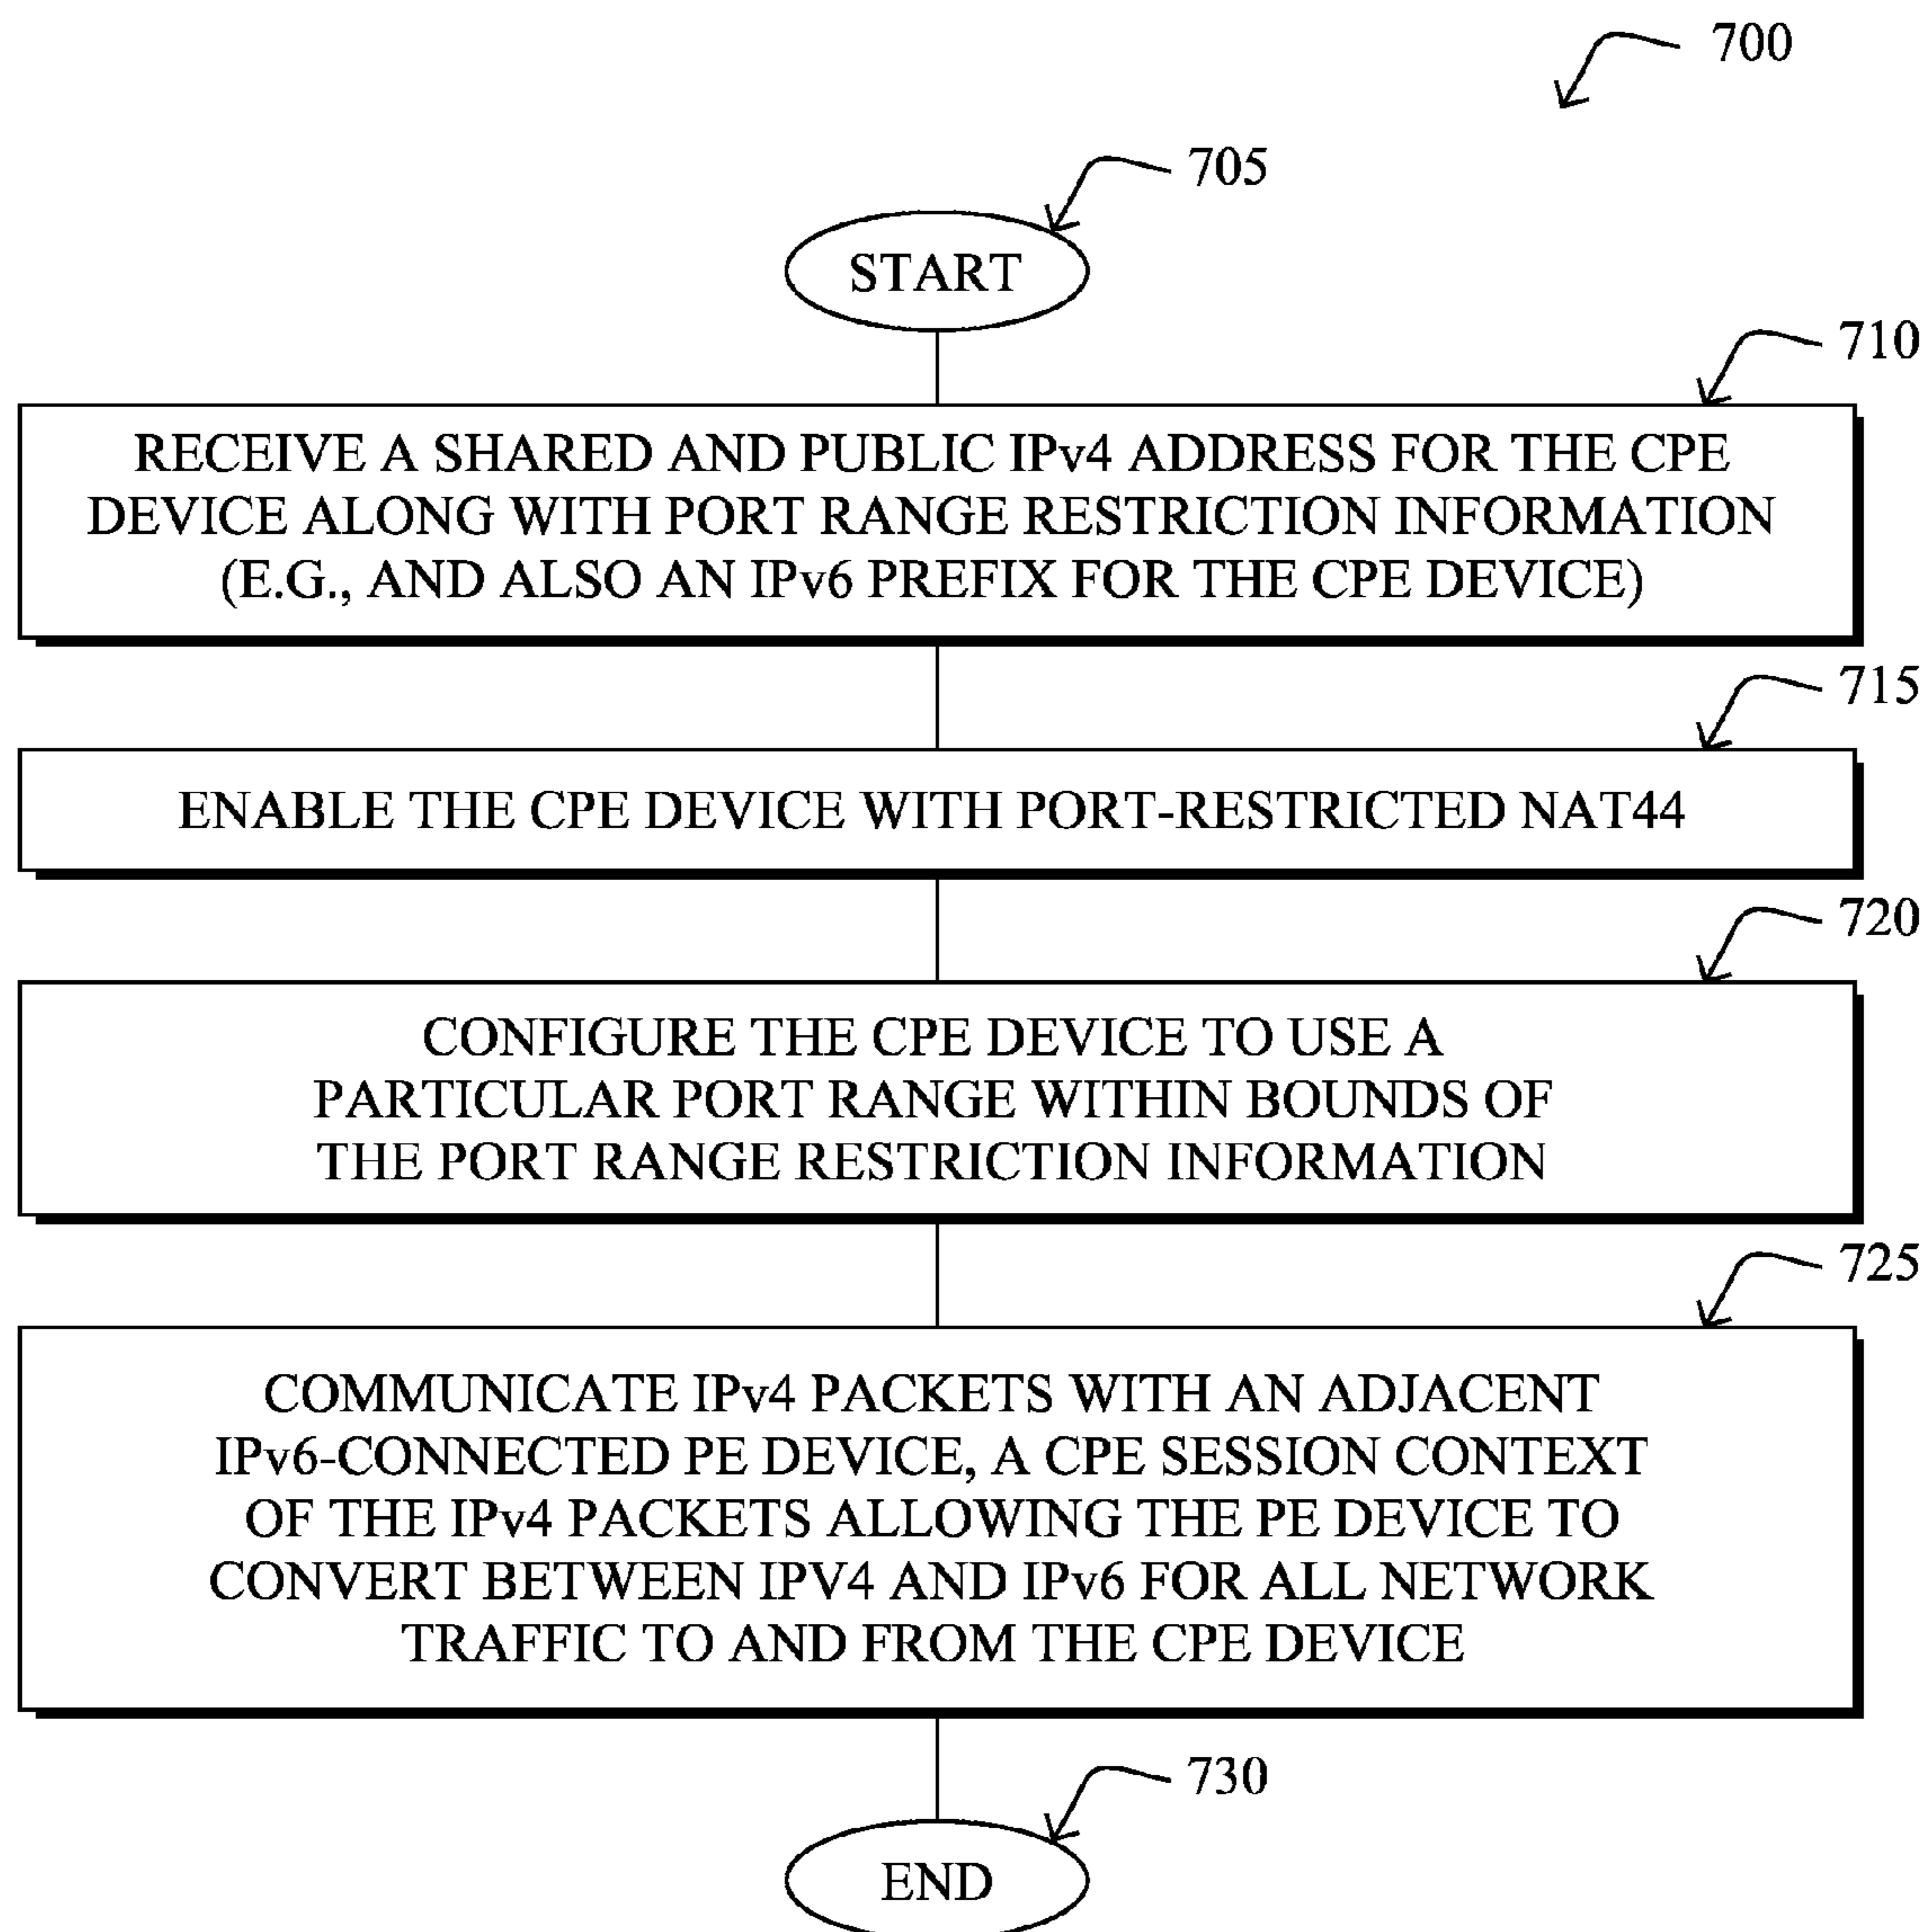 700
705
START
710
RECEIVE A SHARED AND PUBLIC IPv4 ADDRESS FOR THE CPE
DEVICE ALONG WITH PORT RANGE RESTRICTION INFORMATION
(E.G., AND ALSO AN IPv6 PREFIX FOR THE CPE DEVICE)
715
ENABLE THE CPE DEVICE WITH PORT-RESTRICTED NAT44
720
CONFIGURE THE CPE DEVICE TO USE A
PARTICULAR PORT RANGE WITHIN BOUNDS OF
THE PORT RANGE RESTRICTION INFORMATION
725
COMMUNICATE IPv4 PACKETS WITH AN ADJACENT
IPv6-CONNECTED PE DEVICE, A CPE SESSION CONTEXT
OF THE IPv4 PACKETS ALLOWING THE PE DEVICE TO
CONVERT BETWEEN IPV4 AND IPv6 FOR ALL NETWORK
TRAFFIC TO AND FROM THE CPE DEVICE
730
END